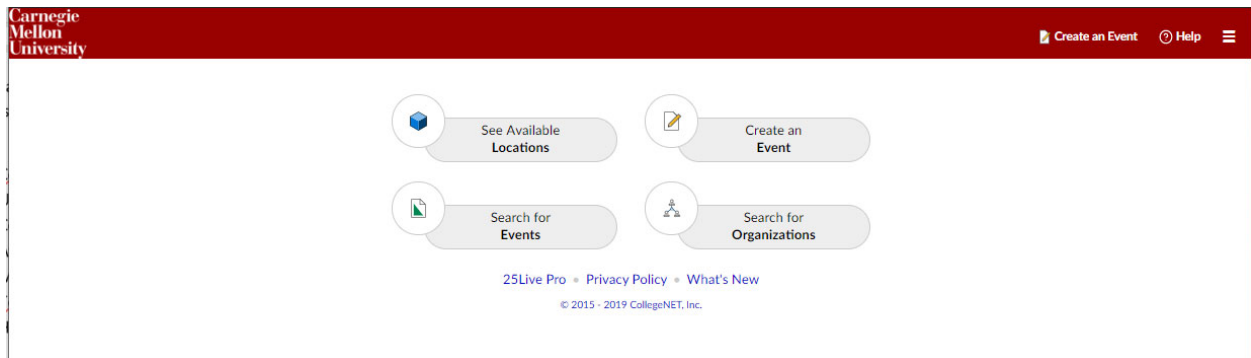 Carnegie
Mellon
University
Create an Event
Help
See Available
Locations
Create an
Event
Search for
Events
Search for
Organizations
25Live Pro • Privacy Policy • What's New
© 2015 - 2019 CollegeNET, Inc.